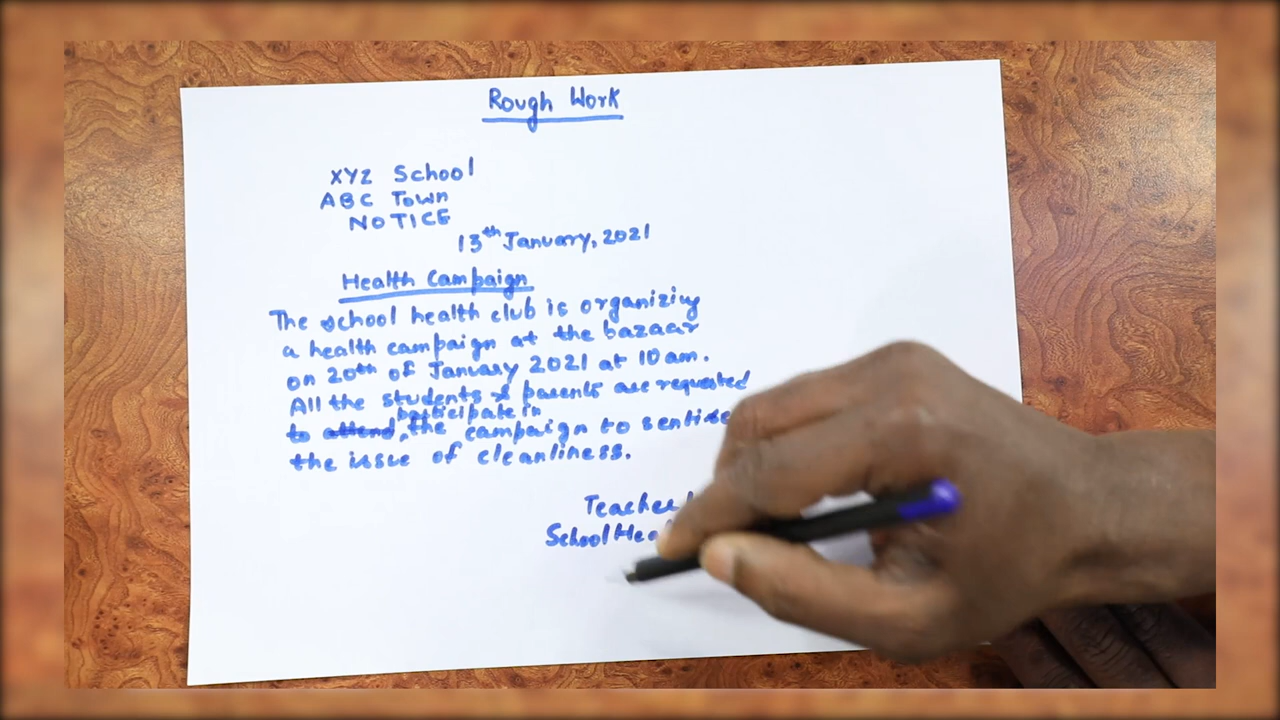 Rough Work
XYZ School
ABC Town
NOTICE
13th January, 2021
Health Campaign
The school health club is organizing
a health campaign at the bazaar
on 20th of January 2021 at 10 am.
All the students & parents are requested
participate in
to attend, the campaign to sentise
the issue of cleanliness.
Teacher
School Hea